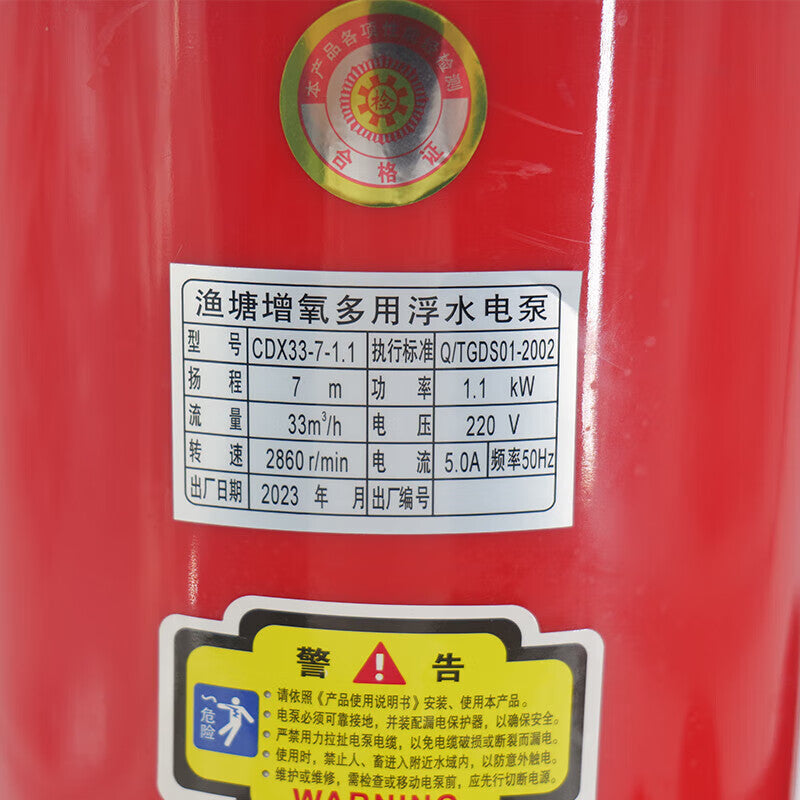 本产品各项性能经检测
检
合格证
渔塘增氧多用浮水电泵
型号 CDX33-7-1.1 执行标准 Q/TGDS01-2002
扬程 7 m 功率 1.1 kW
流量 33m³/h 电压 220 V
转速 2860 r/min 电流 5.0A 频率50Hz
出厂日期 2023 年 月 出厂编号
警告
危险
●请依照《产品使用说明书》安装、使用本产品。
●电泵必须可靠接地，并装配漏电保护器，以确保安全。
●严禁用力拉扯电泵电缆，以免电缆破损或断裂而漏电。
●使用时，禁止人、畜进入附近水域内，以防意外触电。
●维护或维修，需检查或移动电泵前，应先行切断电源。
WARNING